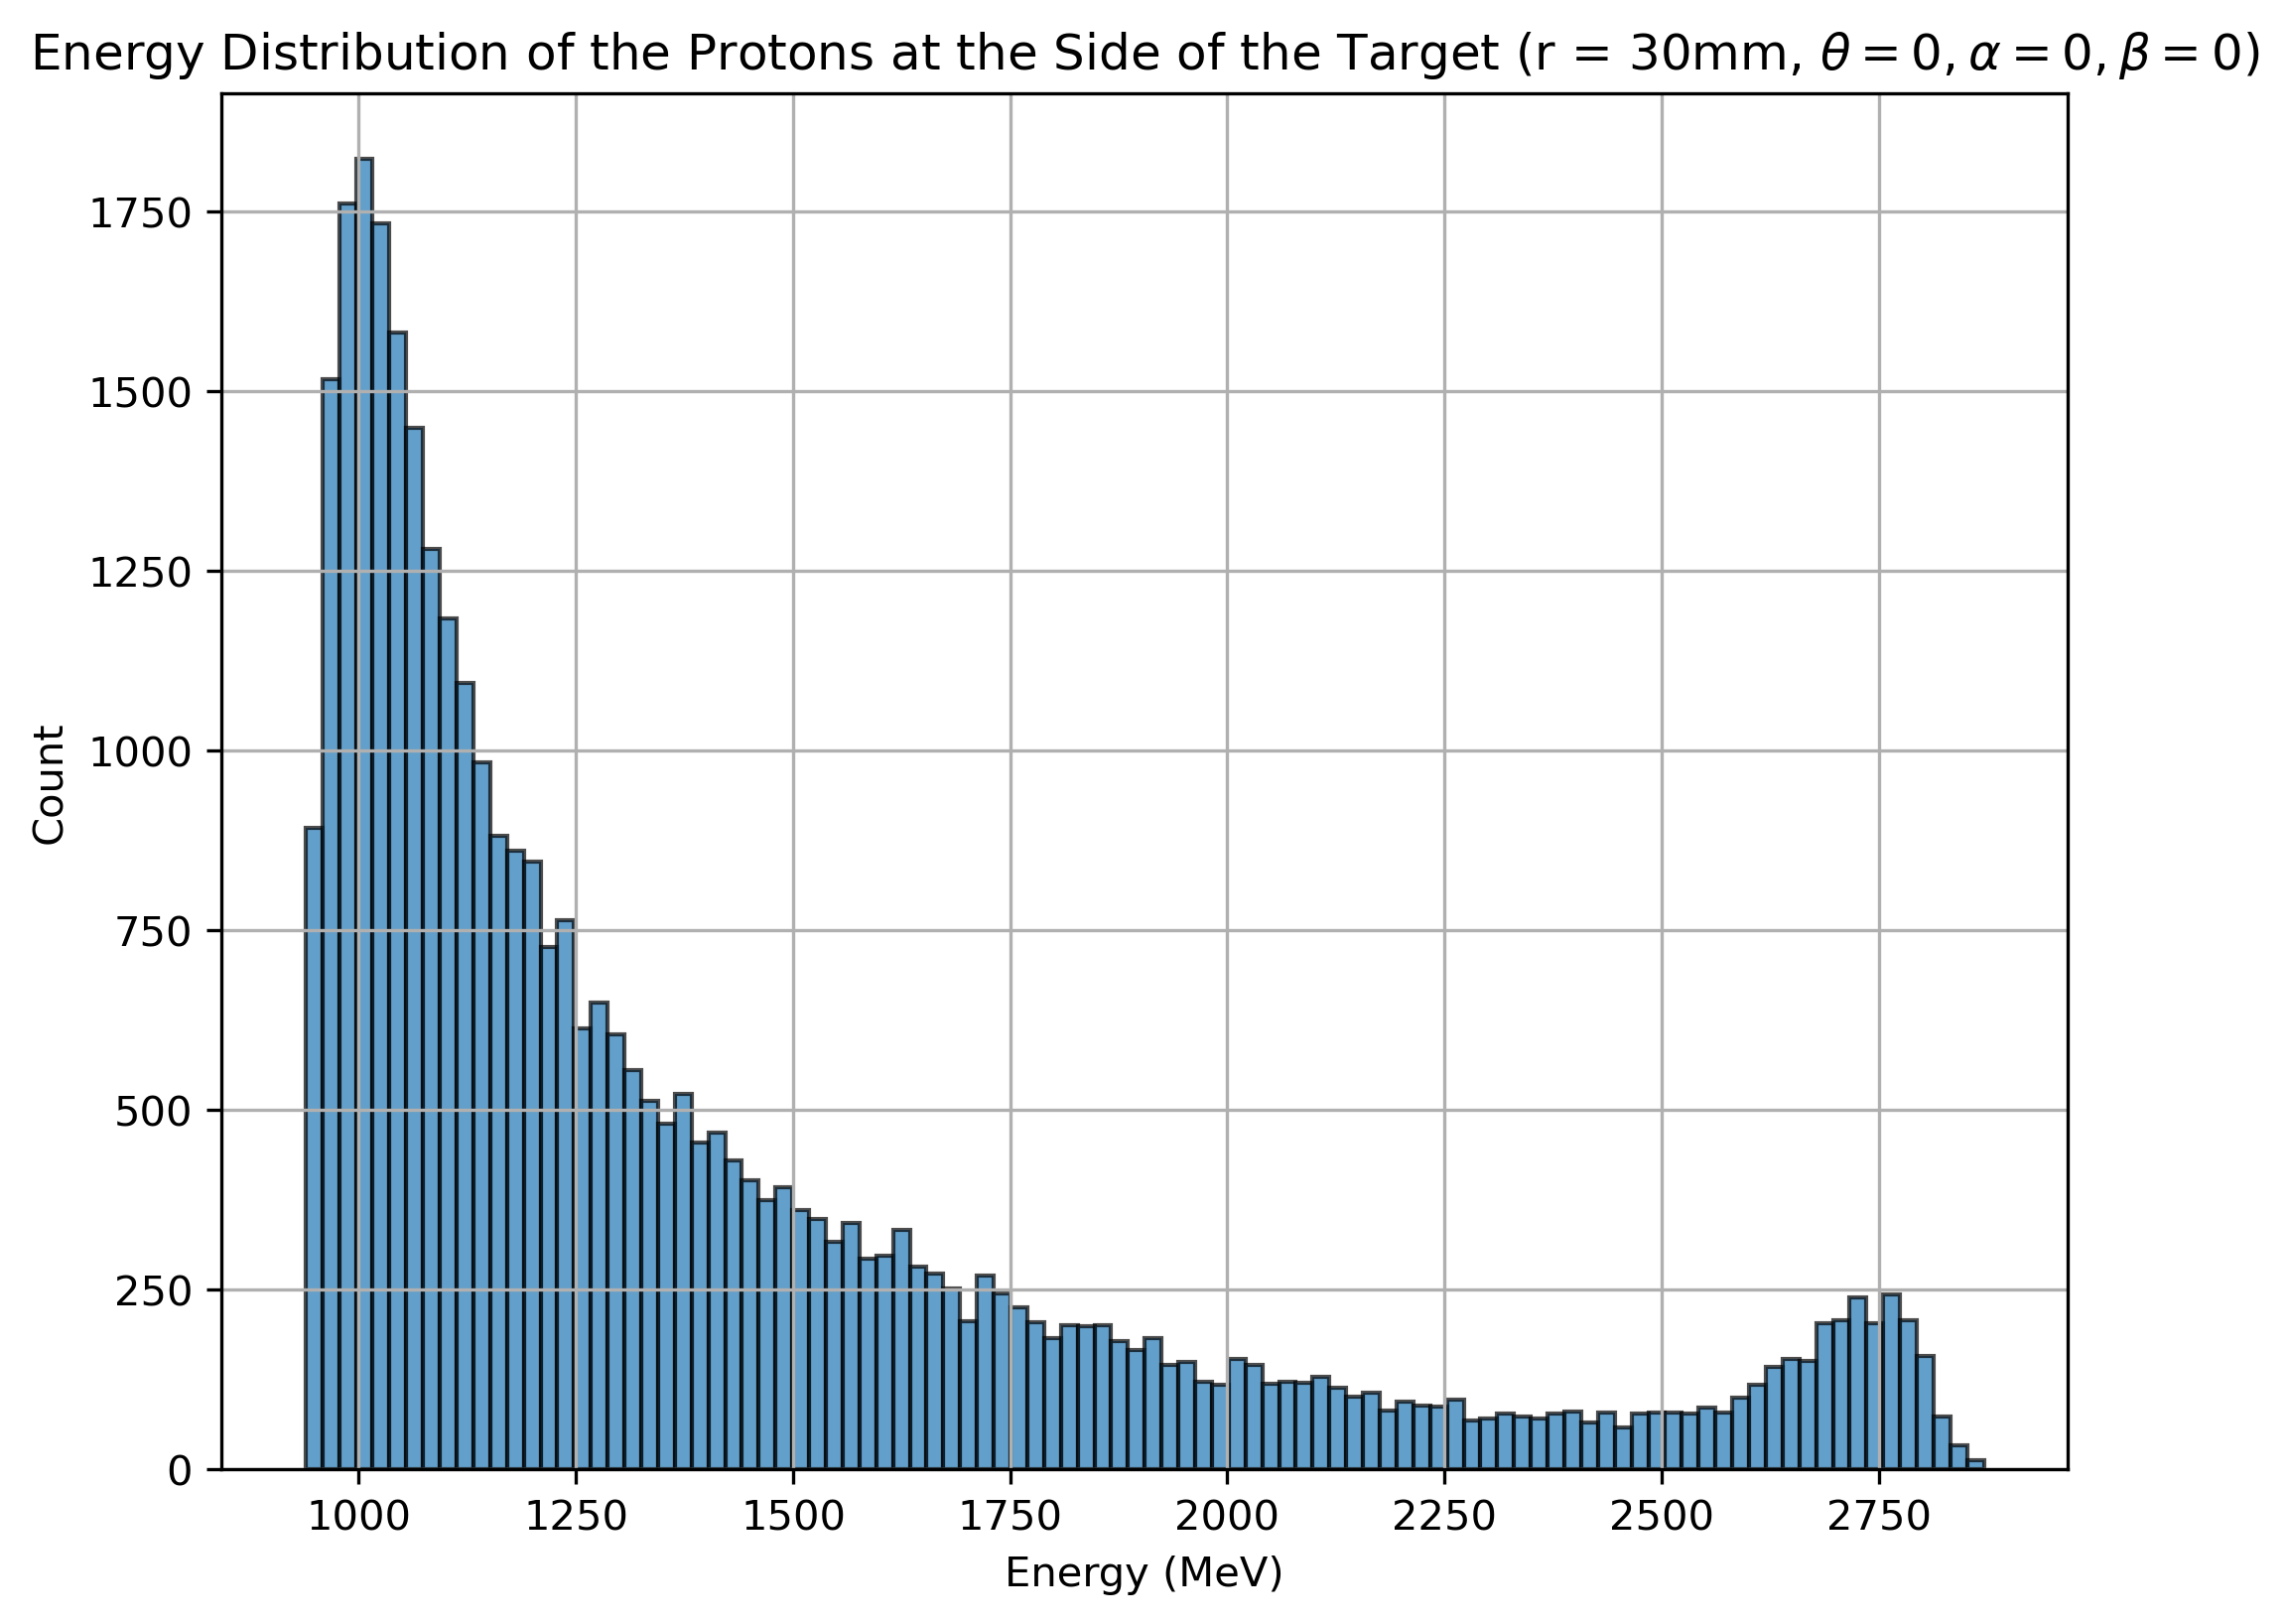 Energy Distribution of the Protons at the Side of the Target (r = 30mm, θ = 0, α = 0, β = 0)
1750
1500
1250
1000
750
500
250
0
Count
1000 1250 1500 1750 2000 2250 2500 2750
Energy (MeV)